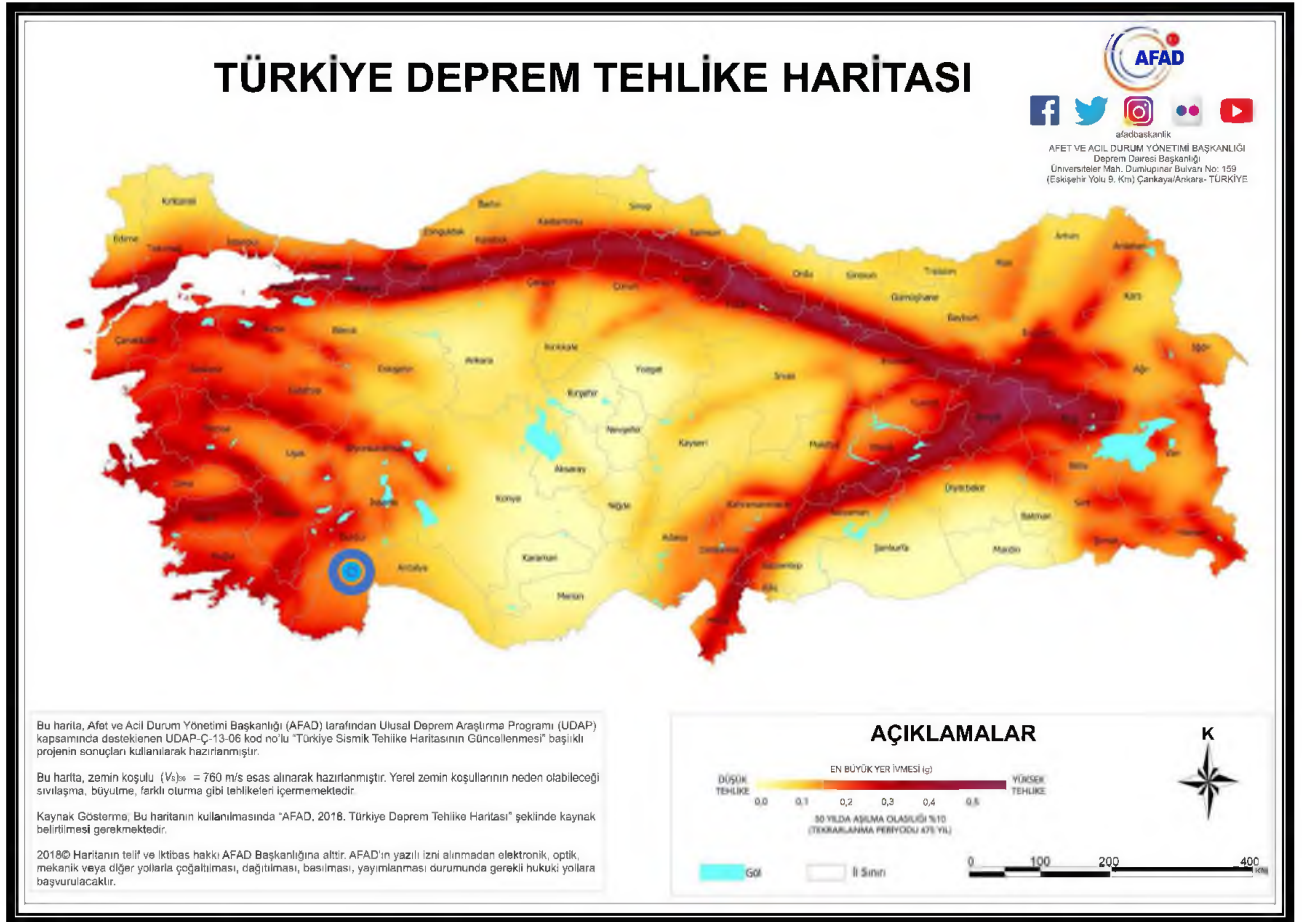 TÜRKİYE DEPREM TEHLİKE HARİTASI
AFAD
afadbaskanlik
AFET VE ACIL DURUM YÖNETİMİ BAŞKANLIĞI
Deprem Dairesi Başkanlığı
Üniversiteler Mah. Dumlupınar Bulvarı No: 159
(Eskişehir Yolu 9. Km) Çankaya/Ankara- TÜRKİYE
Kırklareli
Edirne
Tekirdağ
İstanbul
Zonguldak
Bartın
Karabük
Kastamonu
Sinop
Samsun
Ordu
Giresun
Trabzon
Rize
Artvin
Ardahan
Kars
Gümüşhane
Bayburt
Çankırı
Çorum
Çanakkale
Bilecik
Eskişehir
Ankara
Kırıkkale
Yozgat
Sivas
Iğdır
Ağrı
Kütahya
Kırşehir
Nevşehir
Kayseri
Malatya
Uşak
Aksaray
Konya
Niğde
Kahramanmaraş
Diyarbakır
Bitlis
Van
Siirt
Batman
Mardin
Şanlıurfa
Adana
Gaziantep
Kilis
Karaman
Mersin
Antalya
Burdur
Bu harita, Afet ve Acil Durum Yönetimi Başkanlığı (AFAD) tarafından Ulusal Deprem Araştırma Programı (UDAP)
kapsamında desteklenen UDAP-Ç-13-06 kod no'lu "Türkiye Sismik Tehlike Haritasının Güncellenmesi" başlıklı
projenin sonuçları kullanılarak hazırlanmıştır.
Bu harita, zemin koşulu (Vs)30 = 760 m/s esas alınarak hazırlanmıştır. Yerel zemin koşullarının neden olabileceği
sıvılaşma, büyütme, farklı oturma gibi tehlikeleri içermemektedir.
Kaynak Gösterme; Bu haritanın kullanılmasında "AFAD, 2018. Türkiye Deprem Tehlike Haritası" şeklinde kaynak
belirtilmesi gerekmektedir.
2018© Haritanın telif ve iktibas hakkı AFAD Başkanlığına aittir. AFAD'ın yazılı izni alınmadan elektronik, optik,
mekanik veya diğer yollarla çoğaltılması, dağıtılması, basılması, yayımlanması durumunda gerekli hukuki yollara
başvurulacaktır.
AÇIKLAMALAR
K
EN BÜYÜK YER İVMESİ (g)
DÜŞÜK TEHLİKE
YÜKSEK TEHLİKE
0,0 0,1 0,2 0,3 0,4 0,5
50 YILDA AŞILMA OLASILIĞI %10
(TEKRARLANMA PERİYODU 475 YIL)
Göl
İl Sınırı
0 100 200 400